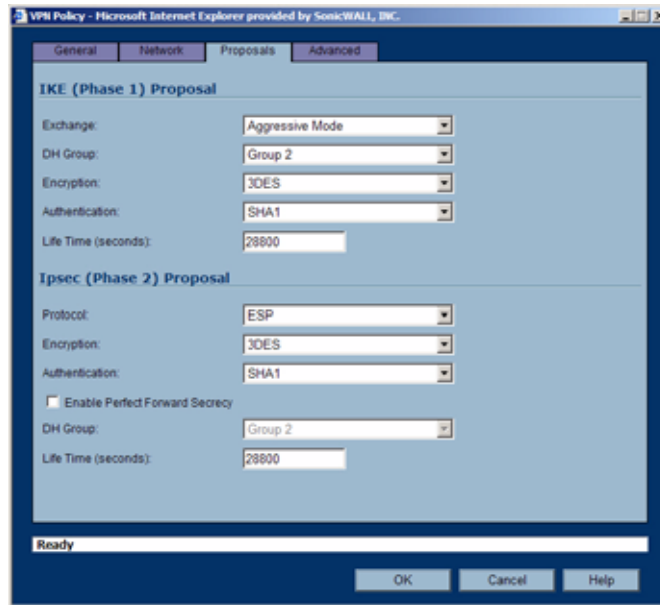 VPN Policy - Microsoft Internet Explorer provided by SonicWALL, INC.
General Network Proposals Advanced
IKE (Phase 1) Proposal
Exchange: Aggressive Mode
DH Group: Group 2
Encryption: 3DES
Authentication: SHA1
Life Time (seconds): 28800
Ipsec (Phase 2) Proposal
Protocol: ESP
Encryption: 3DES
Authentication: SHA1
Enable Perfect Forward Secrecy
DH Group: Group 2
Life Time (seconds): 28800
Ready
OK Cancel Help